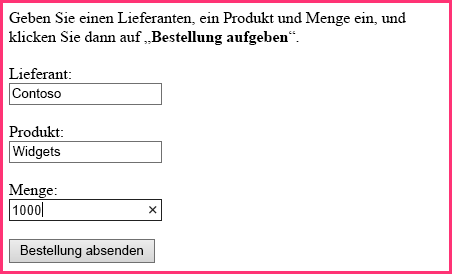 Geben Sie einen Lieferanten, ein Produkt und Menge ein, und
klicken Sie dann auf „Bestellung aufgeben“.
Lieferant:
Contoso
Produkt:
Widgets
Menge:
1000
Bestellung absenden